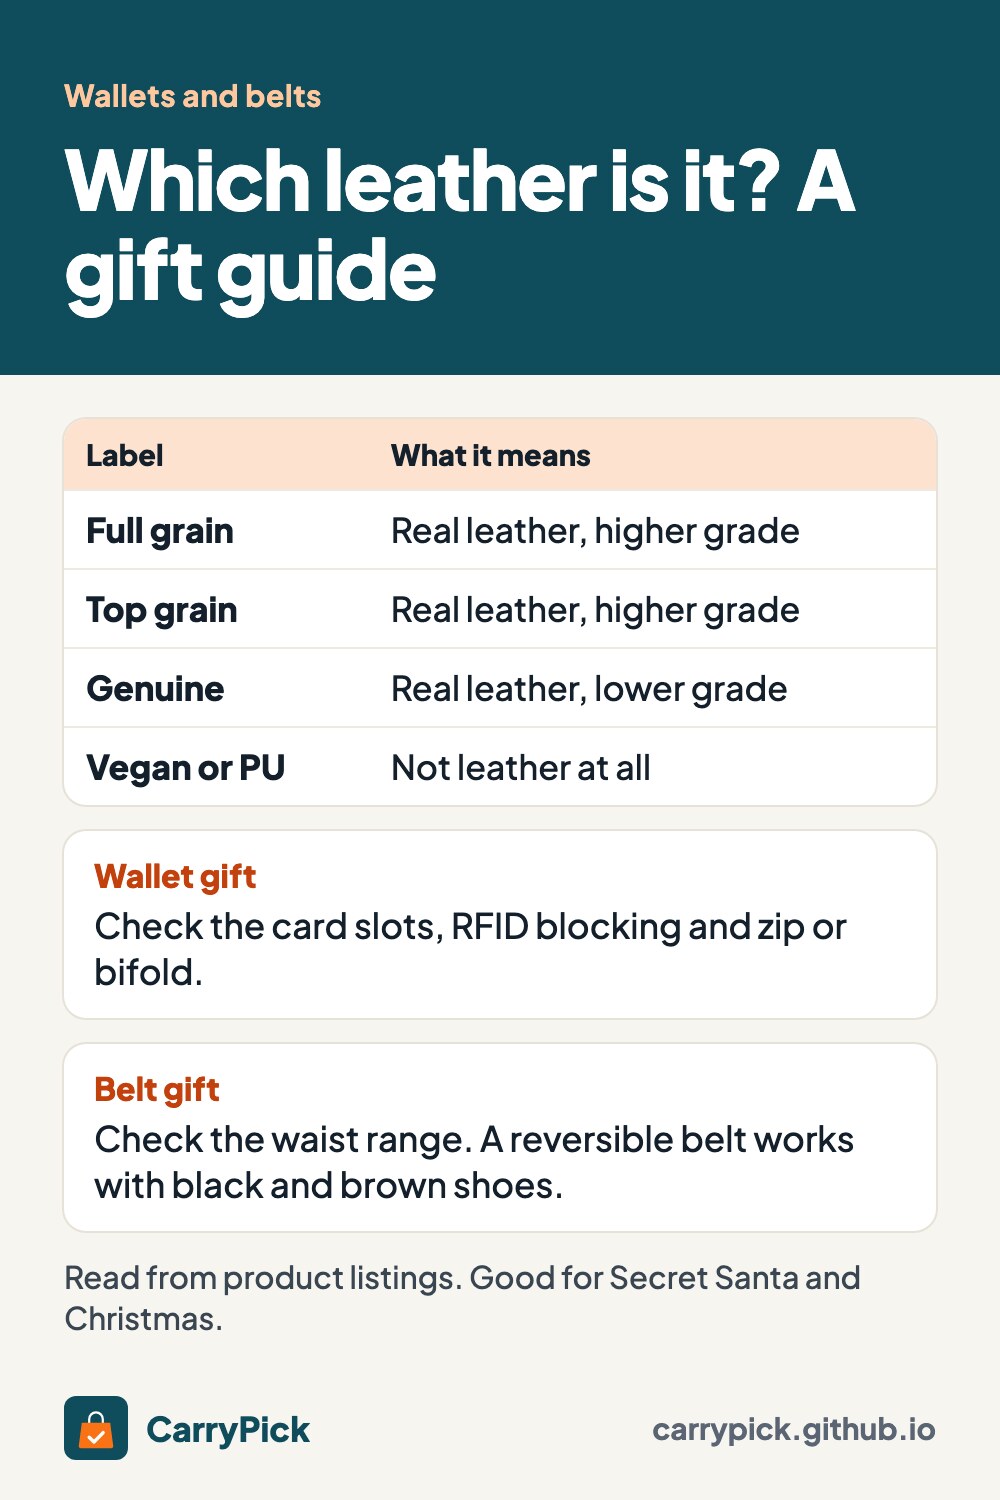 Wallets and belts
Which leather is it? A
gift guide
Label What it means
Full grain Real leather, higher grade
Top grain Real leather, higher grade
Genuine Real leather, lower grade
Vegan or PU Not leather at all
Wallet gift
Check the card slots, RFID blocking and zip or
bifold.
Belt gift
Check the waist range. A reversible belt works
with black and brown shoes.
Read from product listings. Good for Secret Santa and
Christmas.
CarryPick carrypick.github.io